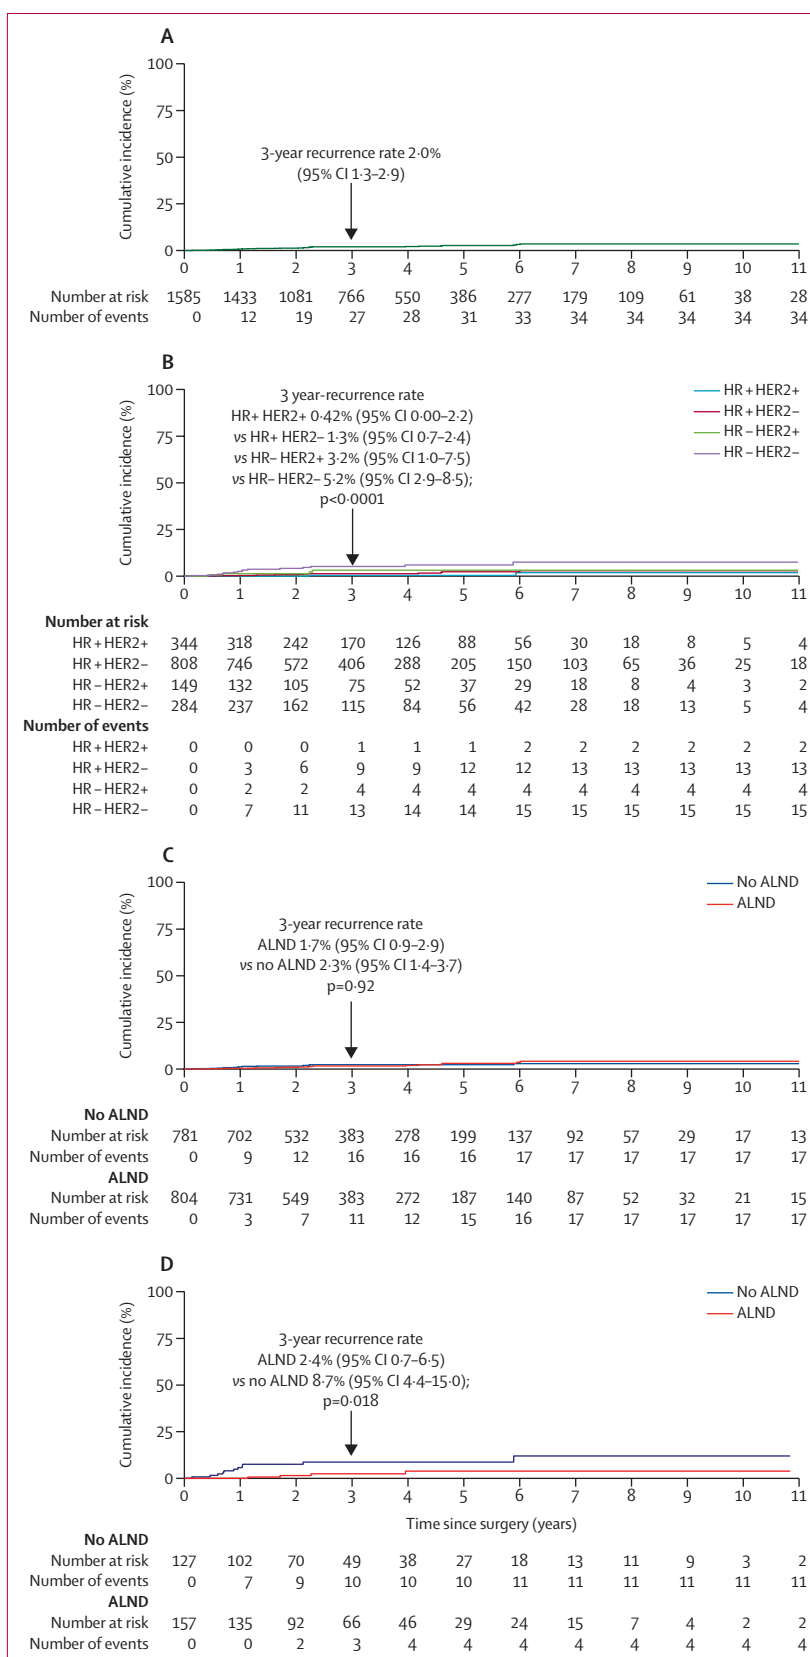 A
Cumulative incidence (%)
100
75
50
25
0
3-year recurrence rate 2·0%
(95% CI 1·3–2·9)
0 1 2 3 4 5 6 7 8 9 10 11
Number at risk 1585 1433 1081 766 550 386 277 179 109 61 38 28
Number of events 0 12 19 27 28 31 33 34 34 34 34 34
B
Cumulative incidence (%)
100
75
50
25
0
3 year-recurrence rate
HR+ HER2+ 0·42% (95% CI 0·00–2·2)
vs HR+ HER2– 1·3% (95% CI 0·7–2·4)
vs HR– HER2+ 3·2% (95% CI 1·0–7·5)
vs HR– HER2– 5·2% (95% CI 2·9–8·5);
p<0·0001
HR + HER2+
HR + HER2–
HR – HER2+
HR – HER2–
0 1 2 3 4 5 6 7 8 9 10 11
Number at risk
HR + HER2+ 344 318 242 170 126 88 56 30 18 8 5 4
HR + HER2– 808 746 572 406 288 205 150 103 65 36 25 18
HR – HER2+ 149 132 105 75 52 37 29 18 8 4 3 2
HR – HER2– 284 237 162 115 84 56 42 28 18 13 5 4
Number of events
HR + HER2+ 0 0 0 1 1 1 2 2 2 2 2 2
HR + HER2– 0 3 6 9 9 12 12 13 13 13 13 13
HR – HER2+ 0 2 2 4 4 4 4 4 4 4 4 4
HR – HER2– 0 7 11 13 14 14 15 15 15 15 15 15
C
Cumulative incidence (%)
100
75
50
25
0
3-year recurrence rate
ALND 1·7% (95% CI 0·9–2·9)
vs no ALND 2·3% (95% CI 1·4–3·7)
p=0·92
No ALND
ALND
0 1 2 3 4 5 6 7 8 9 10 11
No ALND
Number at risk 781 702 532 383 278 199 137 92 57 29 17 13
Number of events 0 9 12 16 16 16 17 17 17 17 17 17
ALND
Number at risk 804 731 549 383 272 187 140 87 52 32 21 15
Number of events 0 3 7 11 12 15 16 17 17 17 17 17
D
Cumulative incidence (%)
100
75
50
25
0
3-year recurrence rate
ALND 2·4% (95% CI 0·7–6·5)
vs no ALND 8·7% (95% CI 4·4–15·0);
p=0·018
No ALND
ALND
0 1 2 3 4 5 6 7 8 9 10 11
Time since surgery (years)
No ALND
Number at risk 127 102 70 49 38 27 18 13 11 9 3 2
Number of events 0 7 9 10 10 10 11 11 11 11 11 11
ALND
Number at risk 157 135 92 66 46 29 24 15 7 4 2 2
Number of events 0 0 2 3 4 4 4 4 4 4 4 4